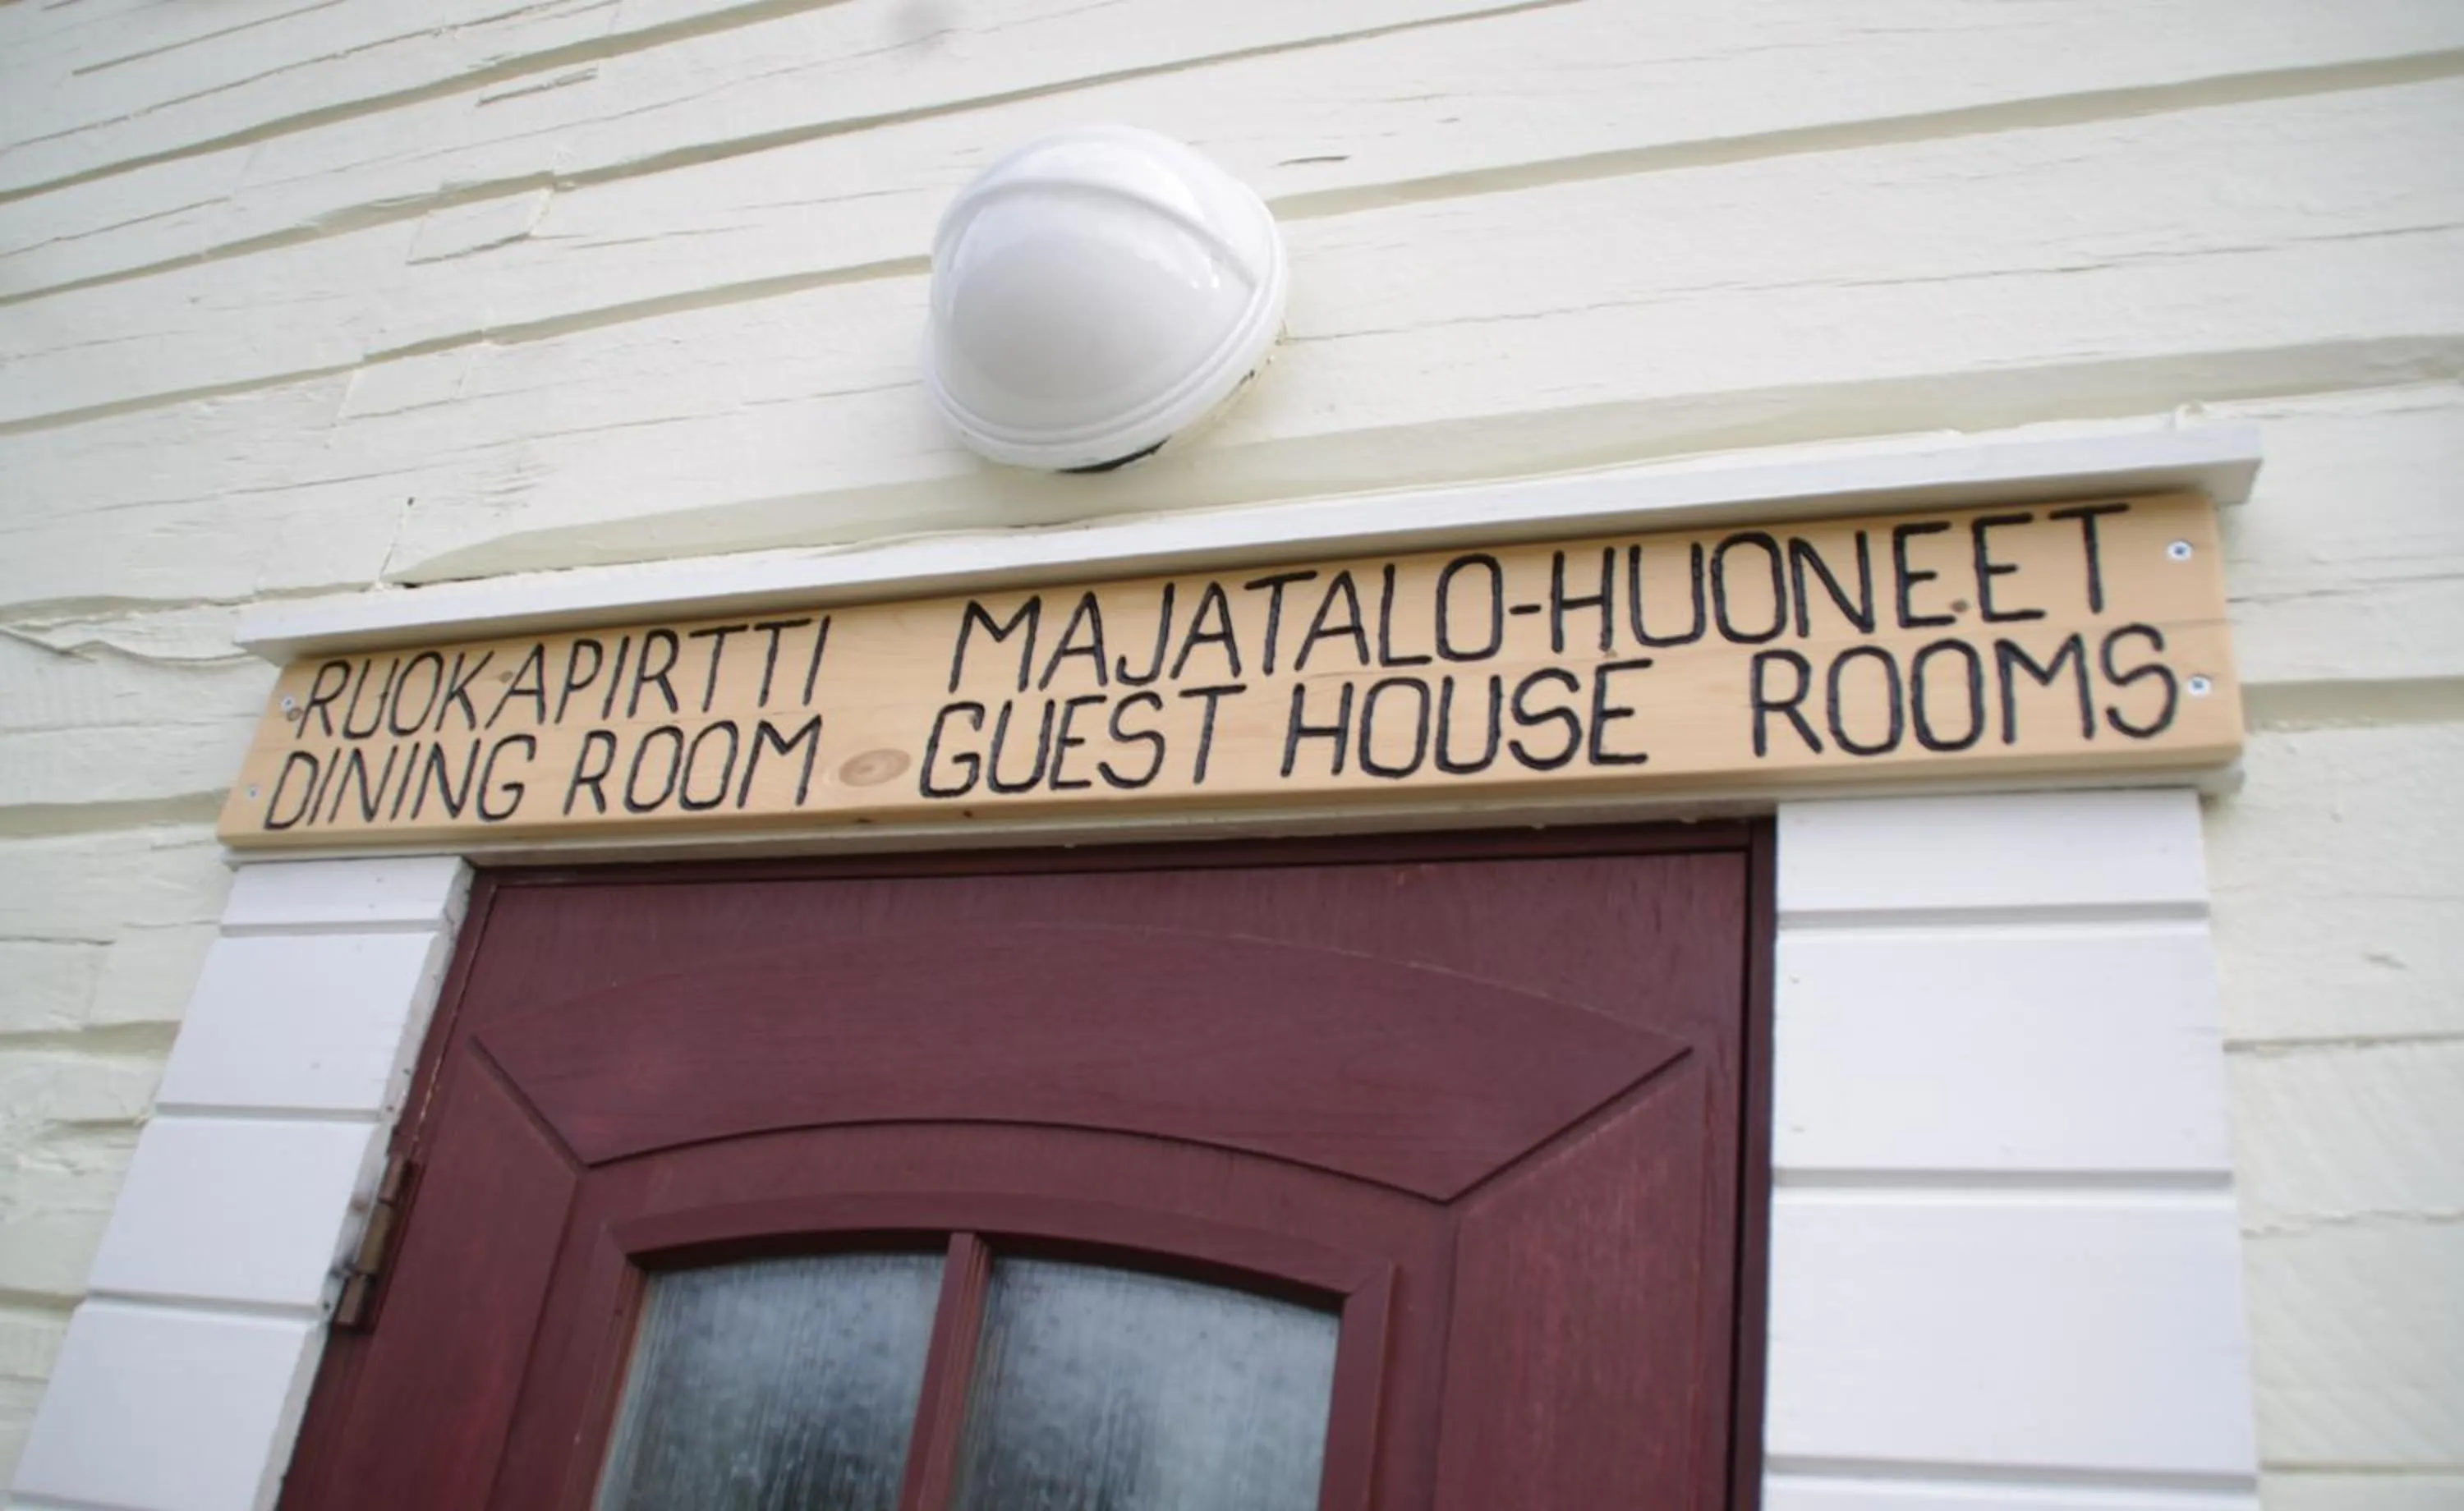 RUOKAPIRTTI MAJATALO-HUONEET
DINING ROOM GUEST HOUSE ROOMS